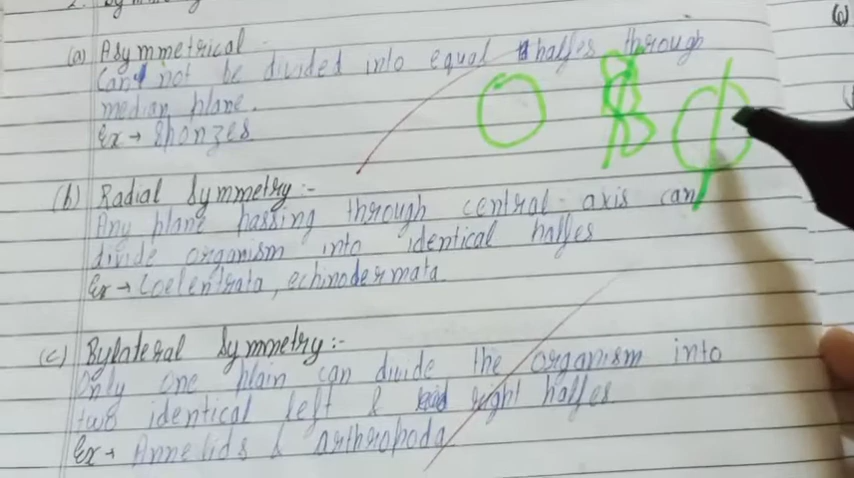 2.
(a) Asymmetrical -
Can not be divided into equal halfes through
median plane.
Ex → Sponzes
(b) Radial Symmetry :-
Any plane passing through central axis can
divide organism into identical halfes
Ex → Coelentrata, echinodermata
(c) Bylateral Symmetry :-
Only one plain can divide the organism into
two identical left & right halfes
Ex → Annelids & arthropoda